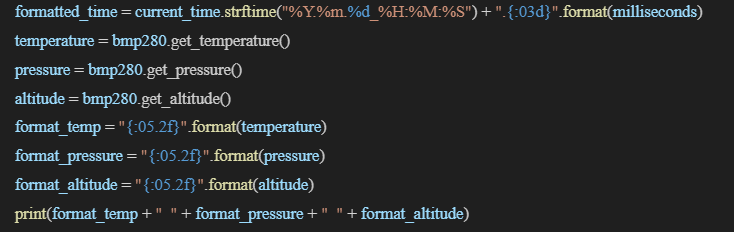 formatted_time = current_time.strftime("%Y.%m.%d_%H:%M:%S") + ".{:03d}".format(milliseconds)
temperature = bmp280.get_temperature()
pressure = bmp280.get_pressure()
altitude = bmp280.get_altitude()
format_temp = "{:05.2f}".format(temperature)
format_pressure = "{:05.2f}".format(pressure)
format_altitude = "{:05.2f}".format(altitude)
print(format_temp + "  " + format_pressure + "  " + format_altitude)